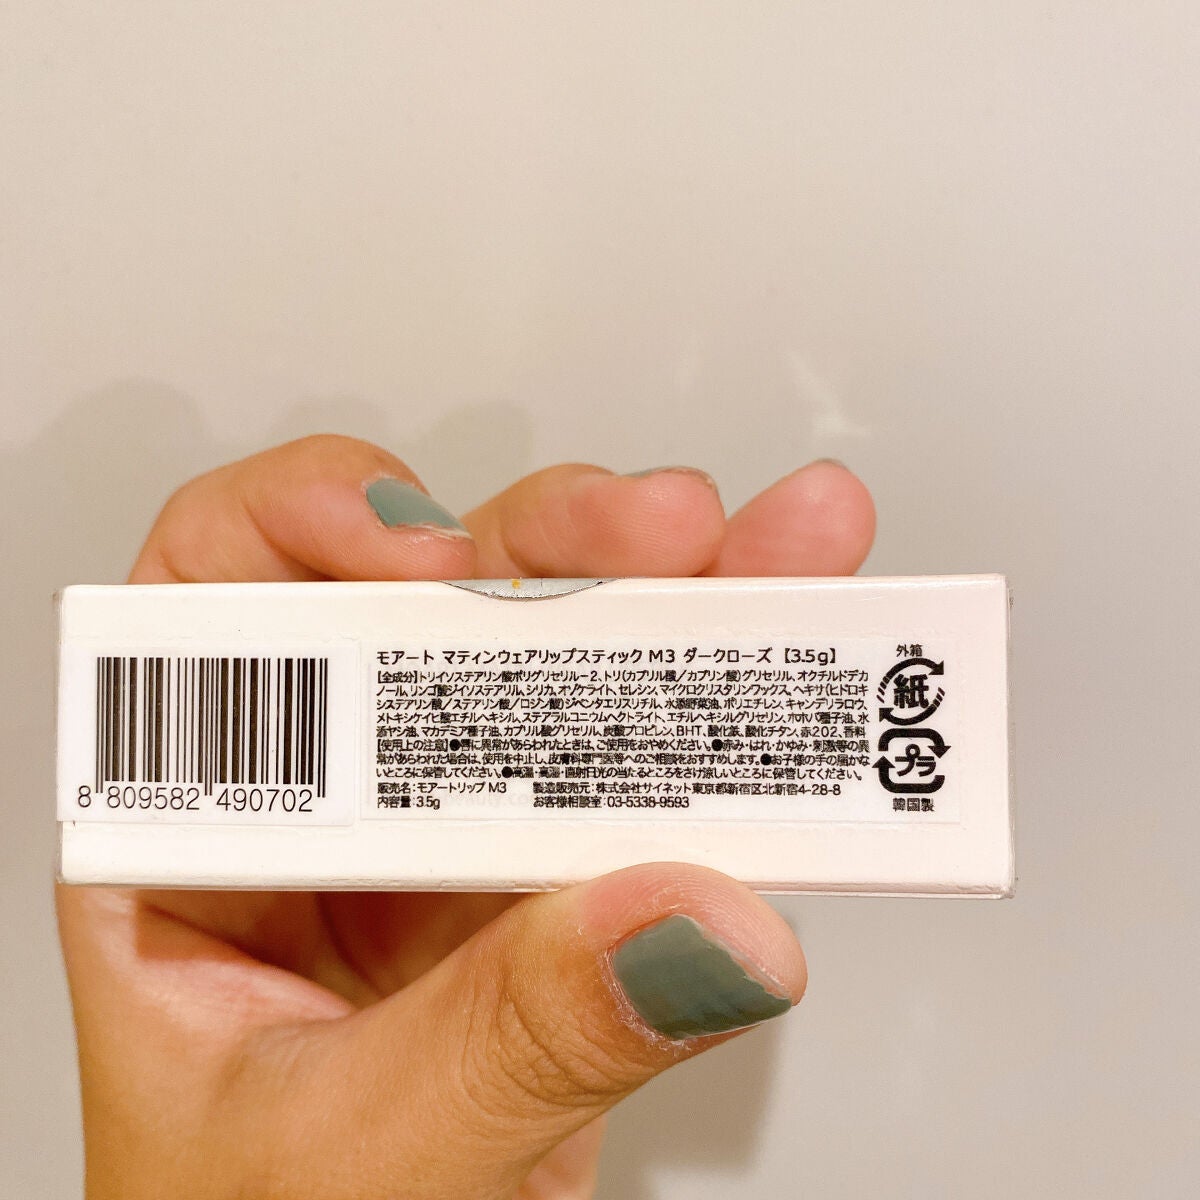 モアート マティンウェアリップスティック M3 ダークローズ【3.5g】
【全成分】トリイソステアリン酸ポリグリセリル-2、トリ(カプリル酸/カプリン酸)グリセリル、オクチルドデカ
ノール、リンゴ酸ジイソステアリル、シリカ、オゾケライト、セレシン、マイクロクリスタリンワックス、ヘキサ(ヒドロキ
システアリン酸/ステアリン酸/ロジン酸)ジペンタエリスリチル、水添野菜油、ポリエチレン、キャンデリラロウ、
メトキシケイヒ酸エチルヘキシル、ステアラルコニウムヘクトライト、エチルヘキシルグリセリン、ホホバ種子油、水
添ヤシ油、マカデミア種子油、カプリル酸グリセリル、炭酸プロピレン、BHT、酸化鉄、酸化チタン、赤202、香料
【使用上の注意】●唇に異常があらわれたときは、ご使用をおやめください。●赤み・はれ・かゆみ・刺激等の異
常があらわれた場合は、使用を中止し、皮膚科専門医等へのご相談をおすすめします。●お子様の手の届かな
いところに保管してください。●高温・高湿・直射日光の当たるところをさけ涼しいところに保管してください。
販売名:モアートリップ M3 製造販売元:株式会社サイネット東京都新宿区北新宿4-28-8
内容量:3.5g お客様相談室:03-5338-9593
8 809582 490702
外箱
紙
プラ
韓国製